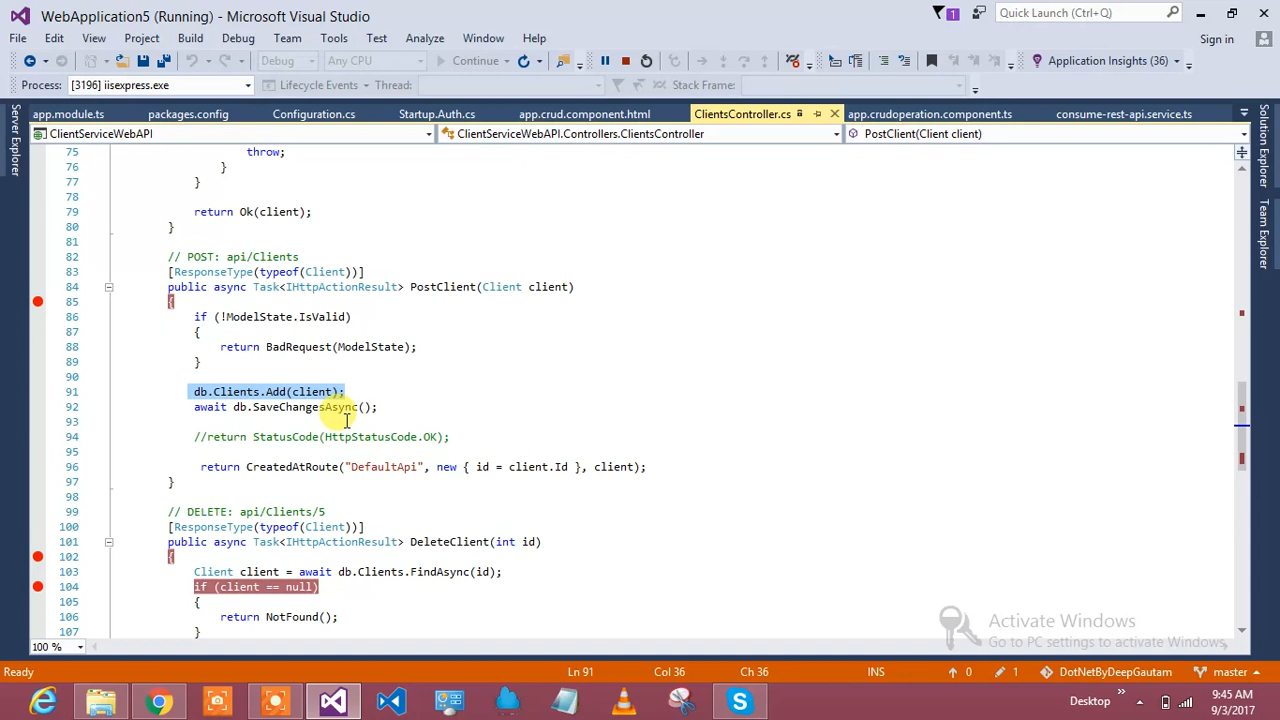 WebApplication5 (Running) - Microsoft Visual Studio
1
Quick Launch (Ctrl+Q)
File Edit View Project Build Debug Team Tools Test Analyze Window Help
Sign in
Debug Any CPU Continue Application Insights (36)
Process: [3196] iisexpress.exe Lifecycle Events Thread: Stack Frame:
app.module.ts packages.config Configuration.cs Startup.Auth.cs app.crud.component.html ClientsController.cs app.crudoperation.component.ts consume-rest-api.service.ts
ClientServiceWebAPI ClientServiceWebAPI.Controllers.ClientsController PostClient(Client client)
Server Explorer
Solution Explorer
Team Explorer
75 throw;
76 }
77 }
78
79 return Ok(client);
80 }
81
82 // POST: api/Clients
83 [ResponseType(typeof(Client))]
84 public async Task<IHttpActionResult> PostClient(Client client)
85 {
86 if (!ModelState.IsValid)
87 {
88 return BadRequest(ModelState);
89 }
90
91 db.Clients.Add(client);
92 await db.SaveChangesAsync();
93
94 //return StatusCode(HttpStatusCode.OK);
95
96 return CreatedAtRoute("DefaultApi", new { id = client.Id }, client);
97 }
98
99 // DELETE: api/Clients/5
100 [ResponseType(typeof(Client))]
101 public async Task<IHttpActionResult> DeleteClient(int id)
102 {
103 Client client = await db.Clients.FindAsync(id);
104 if (client == null)
105 {
106 return NotFound();
107 }
Activate Windows
Go to PC settings to activate Windows.
100 %
Ready Ln 91 Col 36 Ch 36 INS 0 1 DotNetByDeepGautam master
Desktop
9:45 AM
9/3/2017